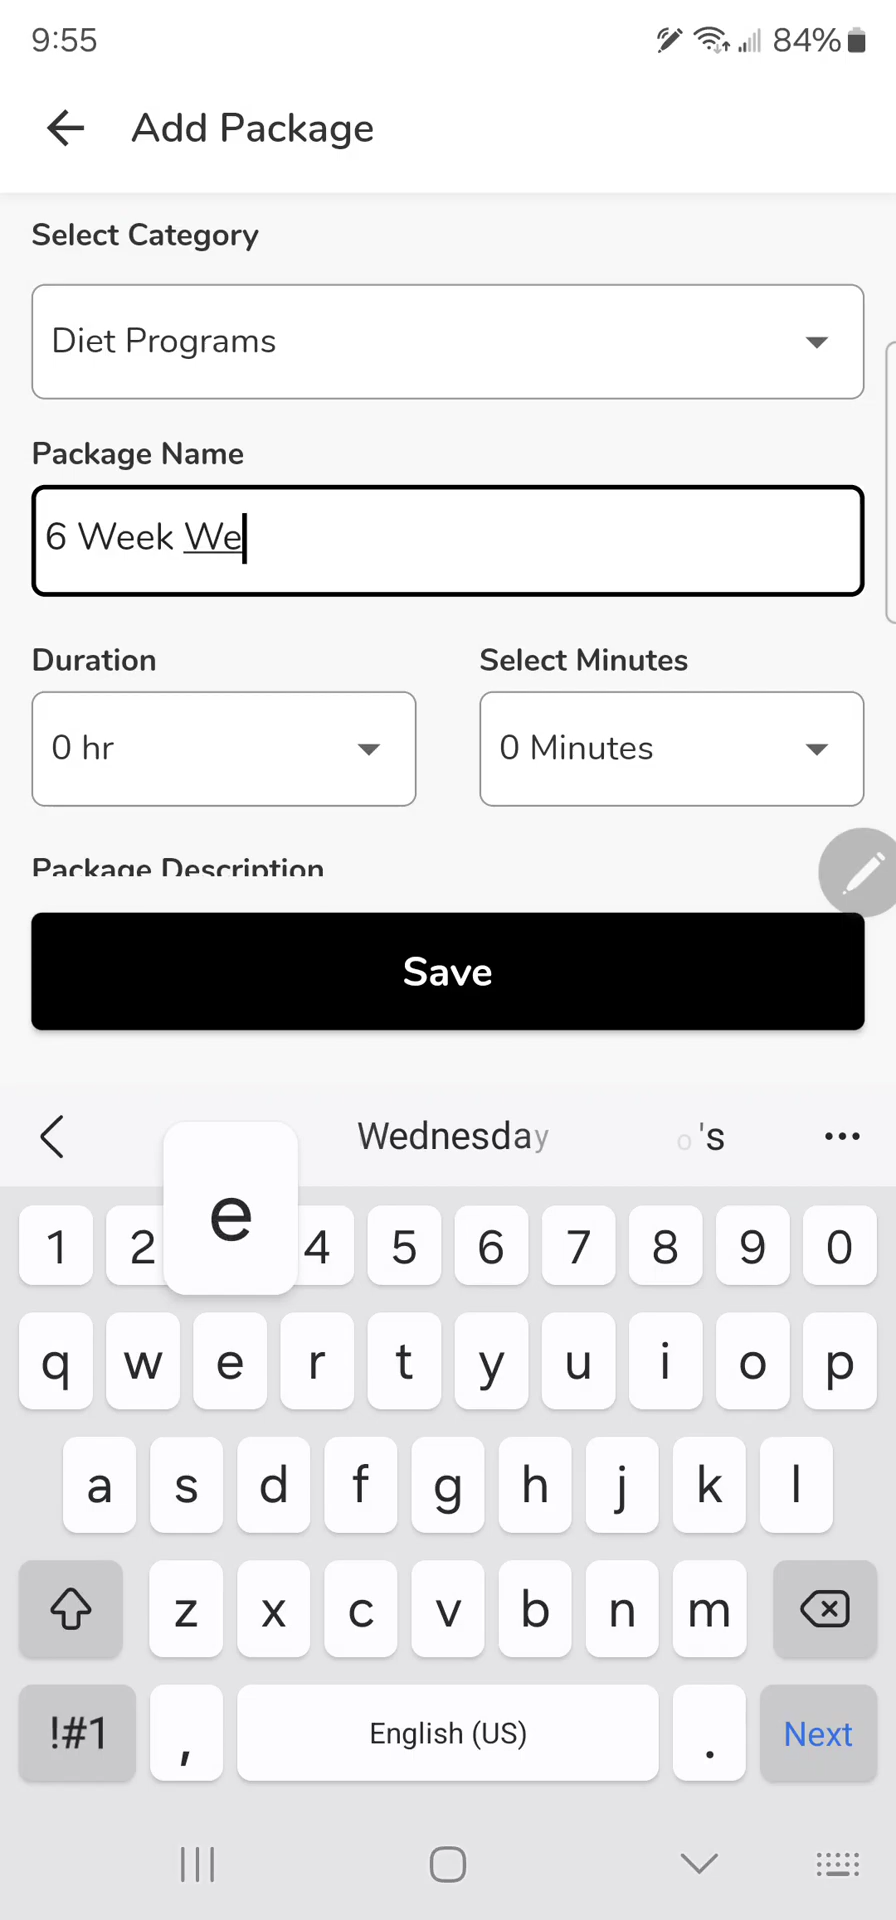 9:55
84%
Add Package
Select Category
Diet Programs
Package Name
6 Week We
Duration
Select Minutes
0 hr
0 Minutes
Package Description
Save
Wednesday
o 's
e
1 2 4 5 6 7 8 9 0
q w e r t y u i o p
a s d f g h j k l
z x c v b n m
!#1 , English (US) . Next